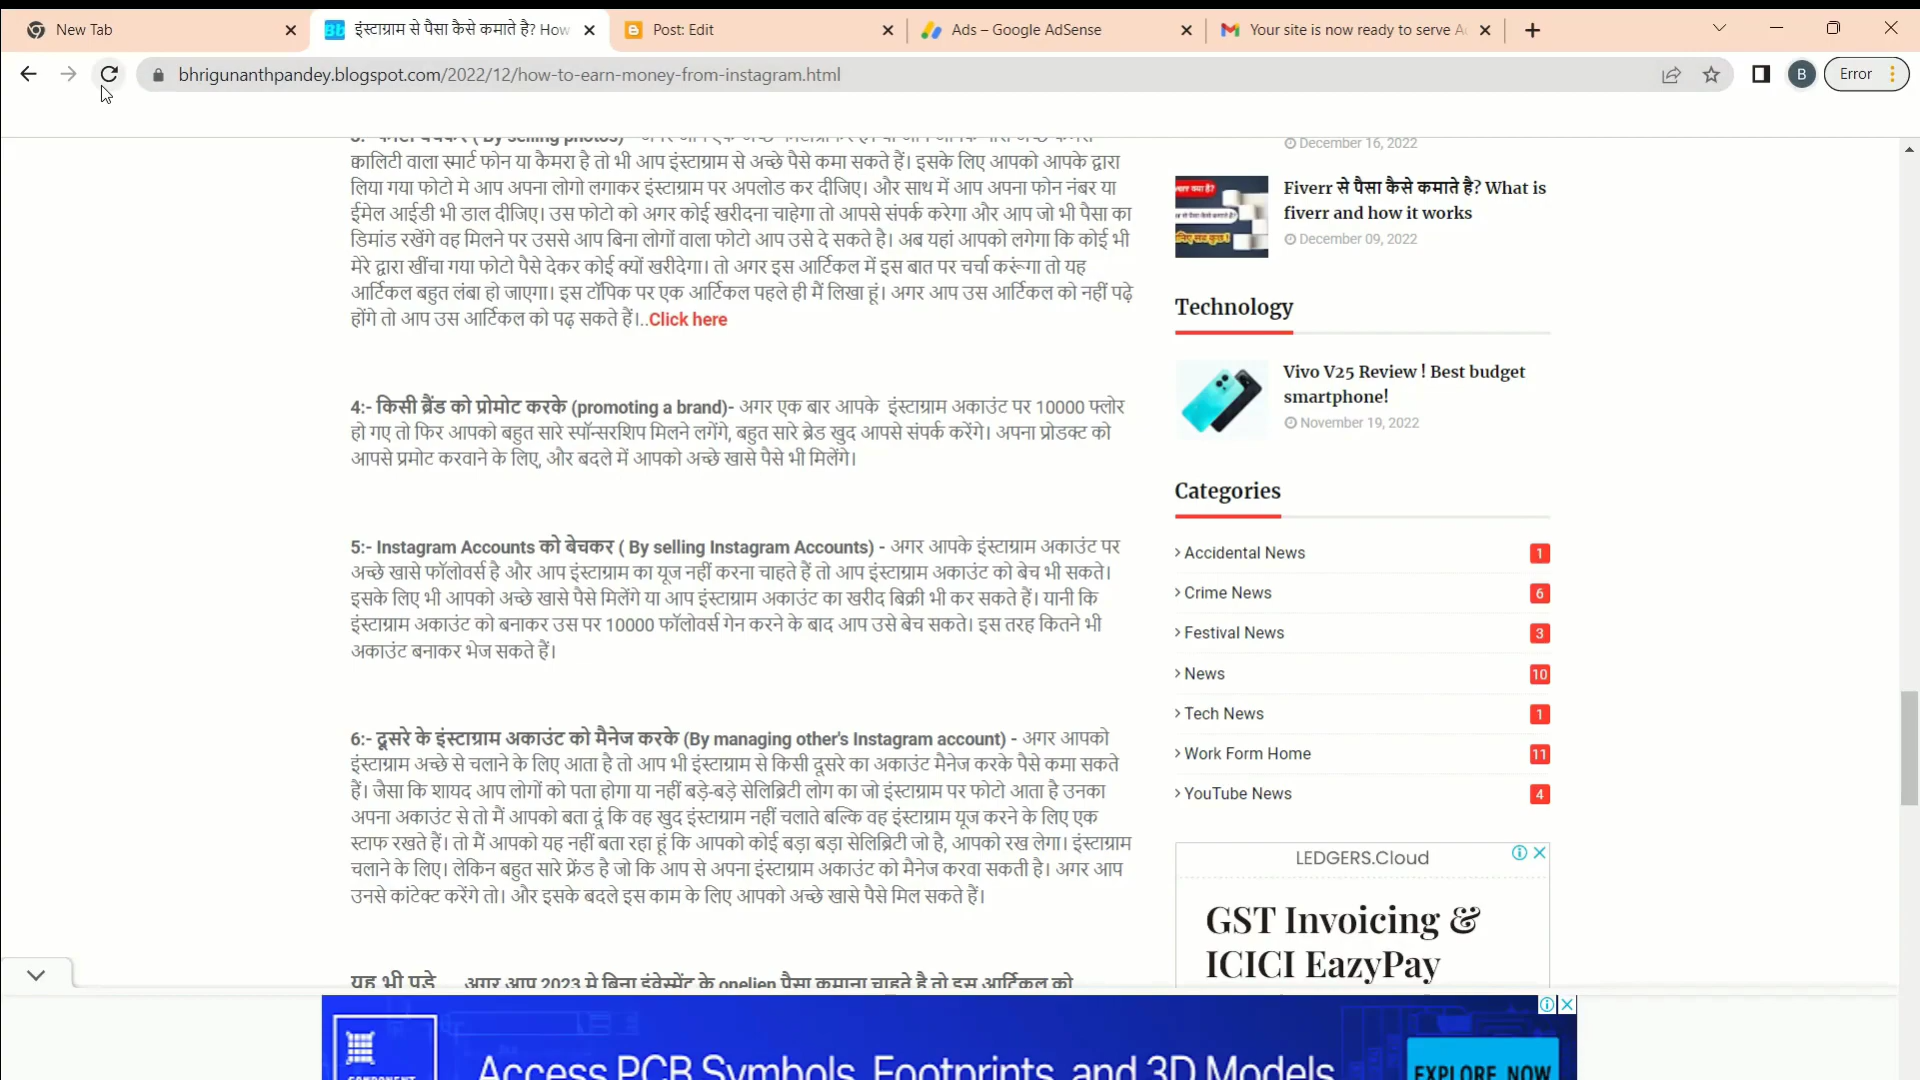 New Tab
इंस्टाग्राम से पैसा कैसे कमाते है? How
Post: Edit
Ads – Google AdSense
Your site is now ready to serve A
bhrigunanthpandey.blogspot.com/2022/12/how-to-earn-money-from-instagram.html
B
Error
क्वालिटी वाला स्मार्ट फोन या कैमरा है तो भी आप इंस्टाग्राम से अच्छे पैसे कमा सकते हैं। इसके लिए आपको आपके द्वारा
लिया गया फोटो मे आप अपना लोगो लगाकर इंस्टाग्राम पर अपलोड कर दीजिए। और साथ में आप अपना फोन नंबर या
ईमेल आईडी भी डाल दीजिए। उस फोटो को अगर कोई खरीदना चाहेगा तो आपसे संपर्क करेगा और आप जो भी पैसा का
डिमांड रखेंगे वह मिलने पर उससे आप बिना लोगों वाला फोटो आप उसे दे सकते है। अब यहां आपको लगेगा कि कोई भी
मेरे द्वारा खींचा गया फोटो पैसे देकर कोई क्यों खरीदेगा। तो अगर इस आर्टिकल में इस बात पर चर्चा करूंगा तो यह
आर्टिकल बहुत लंबा हो जाएगा। इस टॉपिक पर एक आर्टिकल पहले ही मैं लिखा हूं। अगर आप उस आर्टिकल को नहीं पढ़े
होंगे तो आप उस आर्टिकल को पढ़ सकते हैं।..Click here
4:- किसी ब्रैंड को प्रोमोट करके (promoting a brand)- अगर एक बार आपके इंस्टाग्राम अकाउंट पर 10000 फ्लोर
हो गए तो फिर आपको बहुत सारे स्पॉन्सरशिप मिलने लगेंगे, बहुत सारे ब्रेड खुद आपसे संपर्क करेंगे। अपना प्रोडक्ट को
आपसे प्रमोट करवाने के लिए, और बदले में आपको अच्छे खासे पैसे भी मिलेंगे।
5:- Instagram Accounts को बेचकर ( By selling Instagram Accounts) - अगर आपके इंस्टाग्राम अकाउंट पर
अच्छे खासे फॉलोवर्स है और आप इंस्टाग्राम का यूज नहीं करना चाहते हैं तो आप इंस्टाग्राम अकाउंट को बेच भी सकते।
इसके लिए भी आपको अच्छे खासे पैसे मिलेंगे या आप इंस्टाग्राम अकाउंट का खरीद बिक्री भी कर सकते हैं। यानी कि
इंस्टाग्राम अकाउंट को बनाकर उस पर 10000 फॉलोवर्स गेन करने के बाद आप उसे बेच सकते। इस तरह कितने भी
अकाउंट बनाकर भेज सकते हैं।
6:- दूसरे के इंस्टाग्राम अकाउंट को मैनेज करके (By managing other's Instagram account) - अगर आपको
इंस्टाग्राम अच्छे से चलाने के लिए आता है तो आप भी इंस्टाग्राम से किसी दूसरे का अकाउंट मैनेज करके पैसे कमा सकते
हैं। जैसा कि शायद आप लोगों को पता होगा या नहीं बड़े-बड़े सेलिब्रिटी लोग का जो इंस्टाग्राम पर फोटो आता है उनका
अपना अकाउंट से तो मैं आपको बता दूं कि वह खुद इंस्टाग्राम नहीं चलाते बल्कि वह इंस्टाग्राम यूज करने के लिए एक
स्टाफ रखते हैं। तो मैं आपको यह नहीं बता रहा हूं कि आपको कोई बड़ा बड़ा सेलिब्रिटी जो है, आपको रख लेगा। इंस्टाग्राम
चलाने के लिए। लेकिन बहुत सारे फ्रेंड है जो कि आप से अपना इंस्टाग्राम अकाउंट को मैनेज करवा सकती है। अगर आप
उनसे कांटेक्ट करेंगे तो। और इसके बदले इस काम के लिए आपको अच्छे खासे पैसे मिल सकते हैं।
यह भी पड़े अगर आप 2023 मे बिना इंवेस्मेंट के onelien पैसा कमाना चाहते है तो इस आर्टिकल को
December 16, 2022
Fiverr से पैसा कैसे कमाते है? What is
fiverr and how it works
December 09, 2022
Technology
Vivo V25 Review ! Best budget
smartphone!
November 19, 2022
Categories
Accidental News 1
Crime News 6
Festival News 3
News 10
Tech News 1
Work Form Home 11
YouTube News 4
LEDGERS.Cloud
GST Invoicing &
ICICI EazyPay
Access PCB Symbols, Footprints, and 3D Models
EXPLORE NOW